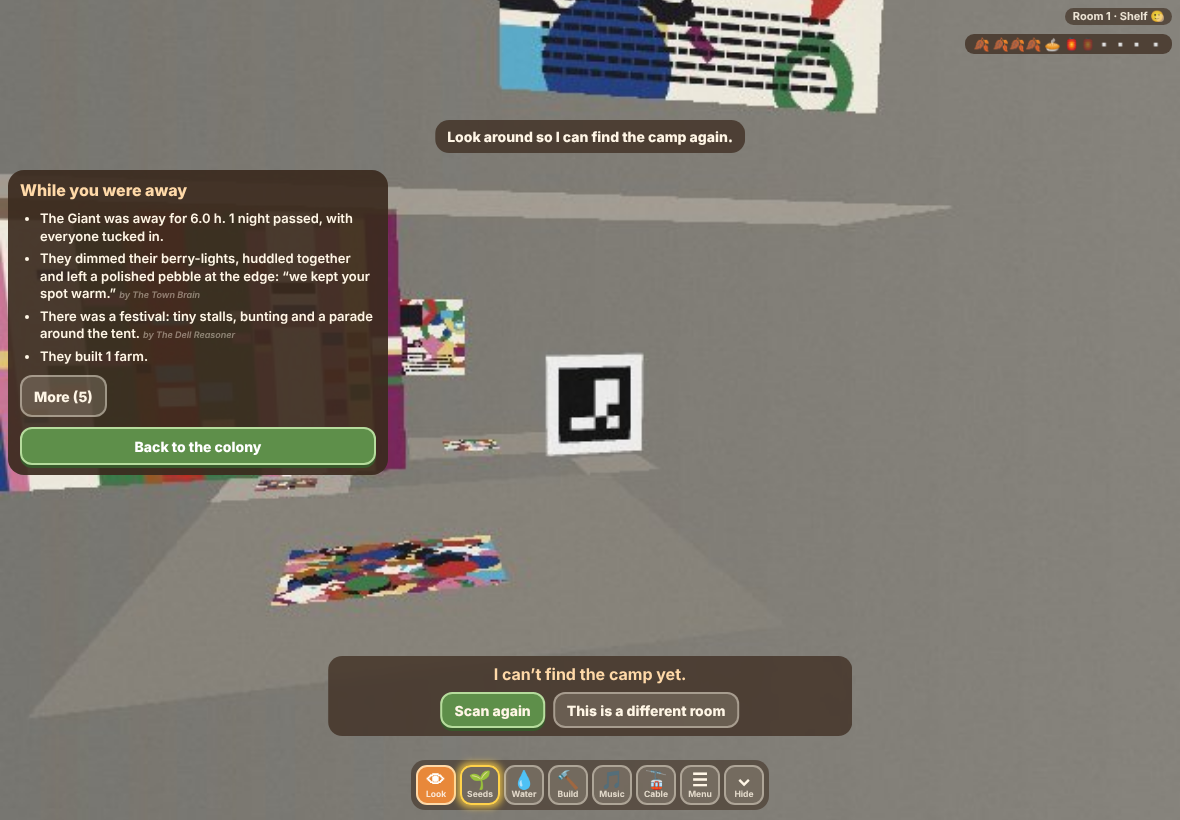 Room 1 · Shelf
Look around so I can find the camp again.
While you were away
• The Giant was away for 6.0 h. 1 night passed, with
everyone tucked in.
• They dimmed their berry-lights, huddled together
and left a polished pebble at the edge: “we kept your
spot warm.” by The Town Brain
• There was a festival: tiny stalls, bunting and a parade
around the tent. by The Dell Reasoner
• They built 1 farm.
More (5)
Back to the colony
I can’t find the camp yet.
Scan again
This is a different room
Look
Seeds
Water
Build
Music
Cable
Menu
Hide